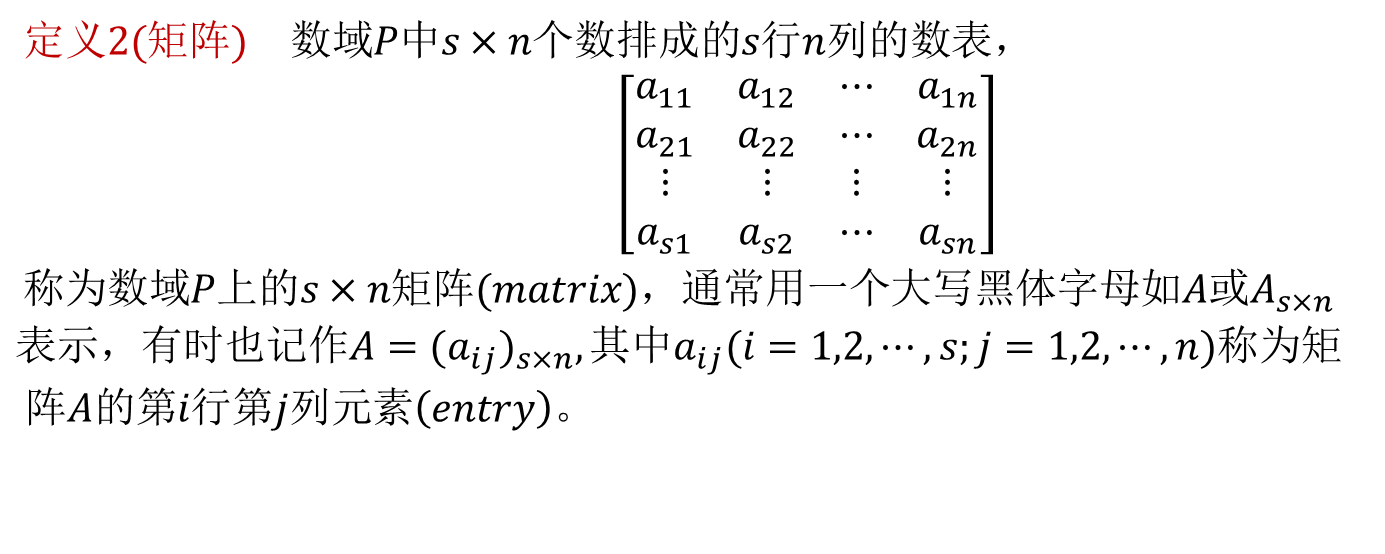 定义2(矩阵) 数域P中s × n个数排成的s行n列的数表，
a₁₁ a₁₂ ⋯ a₁ₙ
a₂₁ a₂₂ ⋯ a₂ₙ
⋮ ⋮ ⋮ ⋮
aₛ₁ aₛ₂ ⋯ aₛₙ
称为数域P上的s × n矩阵(matrix)，通常用一个大写黑体字母如A或Aₛ×ₙ
表示，有时也记作A = (aᵢⱼ)ₛ×ₙ,其中aᵢⱼ(i = 1,2,⋯,s;j = 1,2,⋯,n)称为矩
阵A的第i行第j列元素(entry)。